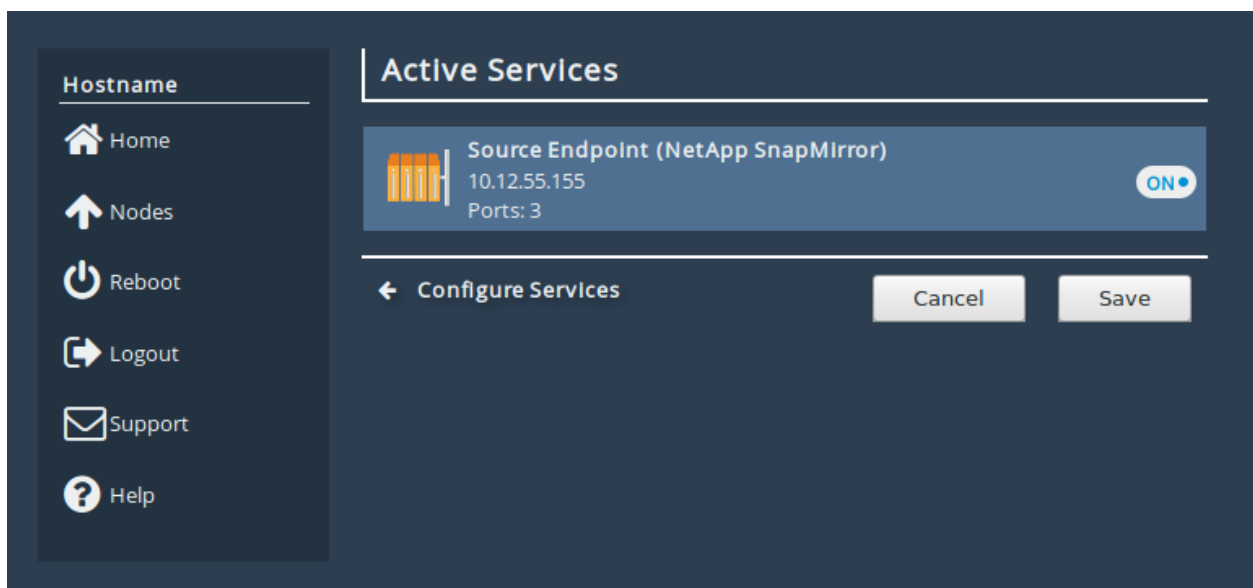 Hostname
Home
Nodes
Reboot
Logout
Support
Help
Active Services
Source Endpoint (NetApp SnapMirror)
10.12.55.155
Ports: 3
ON
Configure Services
Cancel
Save